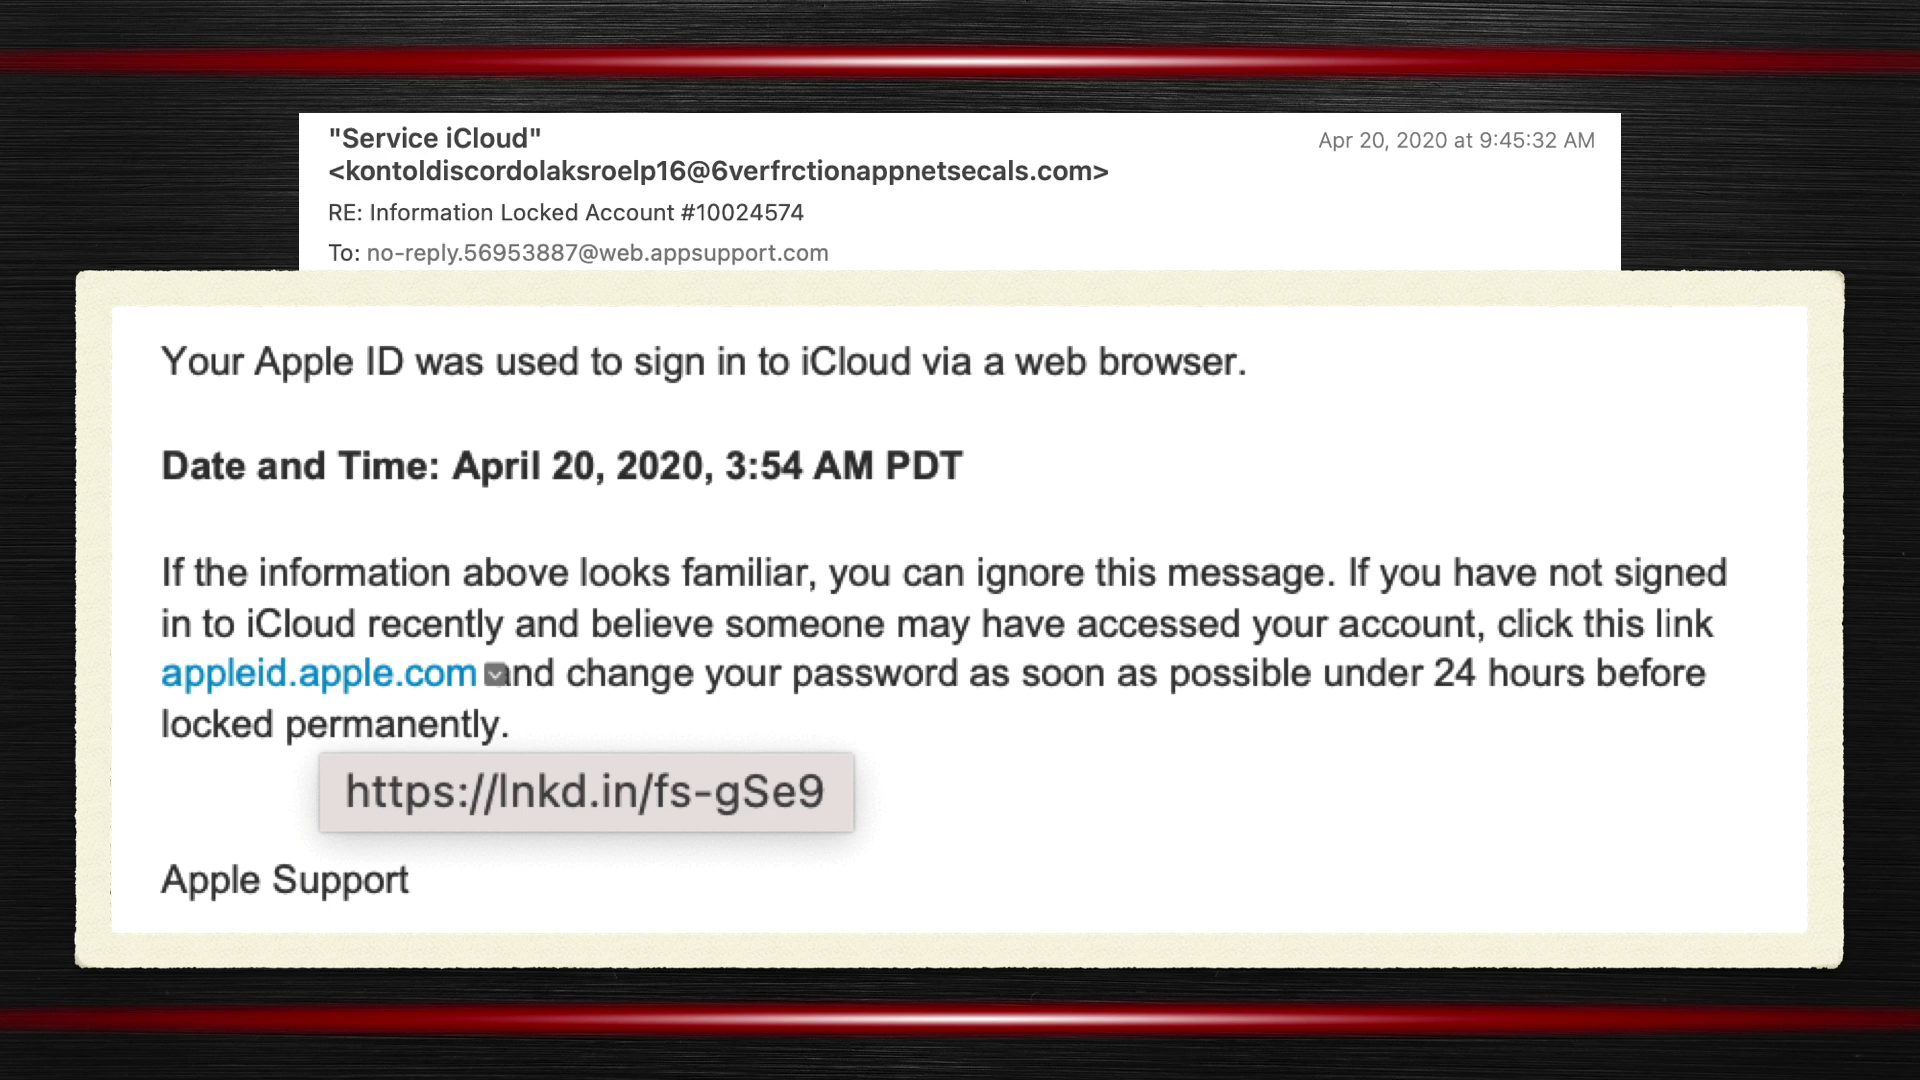 "Service iCloud"
Apr 20, 2020 at 9:45:32 AM
<kontoldiscordolaksroelp16@6verfrctionappnetsecals.com>
RE: Information Locked Account #10024574
To: no-reply.56953887@web.appsupport.com
Your Apple ID was used to sign in to iCloud via a web browser.
Date and Time: April 20, 2020, 3:54 AM PDT
If the information above looks familiar, you can ignore this message. If you have not signed
in to iCloud recently and believe someone may have accessed your account, click this link
appleid.apple.com and change your password as soon as possible under 24 hours before
locked permanently.
https://lnkd.in/fs-gSe9
Apple Support